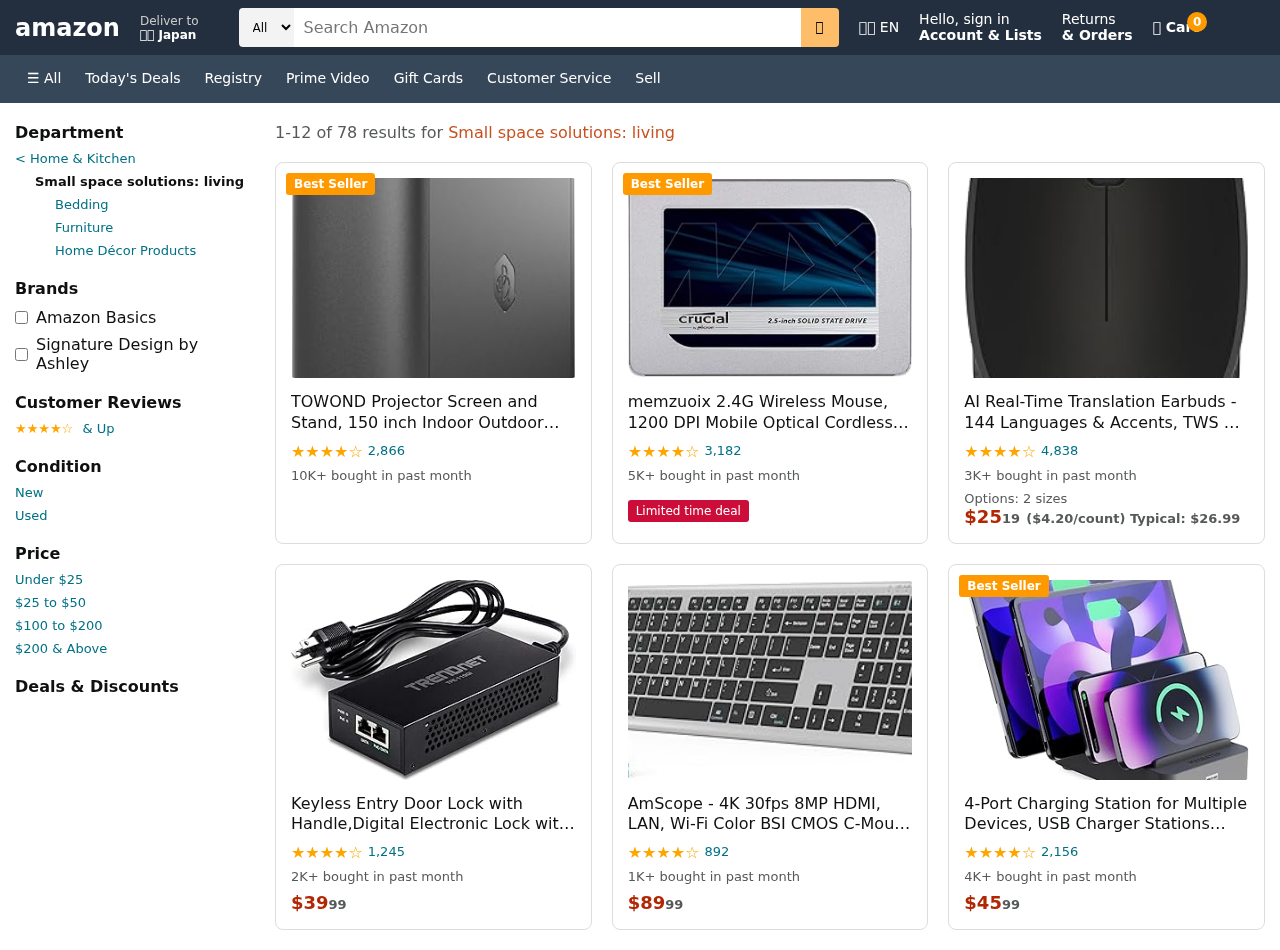 amazon
Deliver to
Japan
All
Search Amazon
EN
Hello, sign in
Account & Lists
Returns
& Orders
0
☰ All
Today's Deals
Registry
Prime Video
Gift Cards
Customer Service
Sell
Department
< Home & Kitchen
Small space solutions: living
Bedding
Furniture
Home Décor Products
Brands
Amazon Basics
Signature Design by
Ashley
Customer Reviews
★★★★☆ & Up
Condition
New
Used
Price
Under $25
$25 to $50
$100 to $200
$200 & Above
Deals & Discounts
1-12 of 78 results for Small space solutions: living
Best Seller
TOWOND Projector Screen and
Stand, 150 inch Indoor Outdoor…
★★★★☆ 2,866
10K+ bought in past month
Best Seller
crucial
2.5-inch SOLID STATE DRIVE
memzuoix 2.4G Wireless Mouse,
1200 DPI Mobile Optical Cordless…
★★★★☆ 3,182
5K+ bought in past month
Limited time deal
AI Real-Time Translation Earbuds -
144 Languages & Accents, TWS …
★★★★☆ 4,838
3K+ bought in past month
Options: 2 sizes
$2519 ($4.20/count) Typical: $26.99
TRENDNET
Keyless Entry Door Lock with
Handle,Digital Electronic Lock wit…
★★★★☆ 1,245
2K+ bought in past month
$3999
AmScope - 4K 30fps 8MP HDMI,
LAN, Wi-Fi Color BSI CMOS C-Mou…
★★★★☆ 892
1K+ bought in past month
$8999
Best Seller
4-Port Charging Station for Multiple
Devices, USB Charger Stations…
★★★★☆ 2,156
4K+ bought in past month
$4599